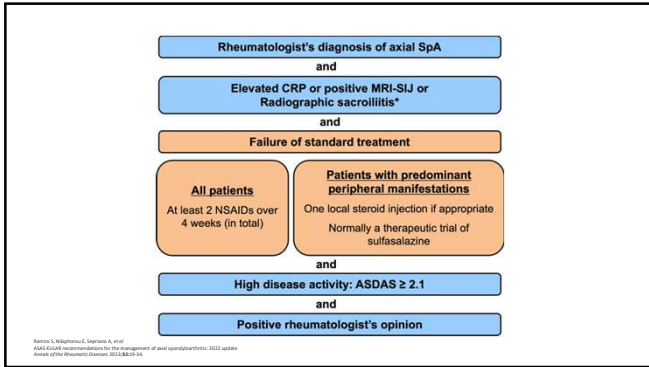 Rheumatologist's diagnosis of axial SpA
and
Elevated CRP or positive MRI-SIJ or
Radiographic sacroiliitis*
and
Failure of standard treatment
All patients
At least 2 NSAIDs over
4 weeks (in total)
Patients with predominant
peripheral manifestations
One local steroid injection if appropriate
Normally a therapeutic trial of
sulfasalazine
and
High disease activity: ASDAS ≥ 2.1
and
Positive rheumatologist's opinion
Ramiro S, Nikiphorou E, Sepriano A, et al
ASAS-EULAR recommendations for the management of axial spondyloarthritis: 2022 update
Annals of the Rheumatic Diseases 2023;82:19-34.